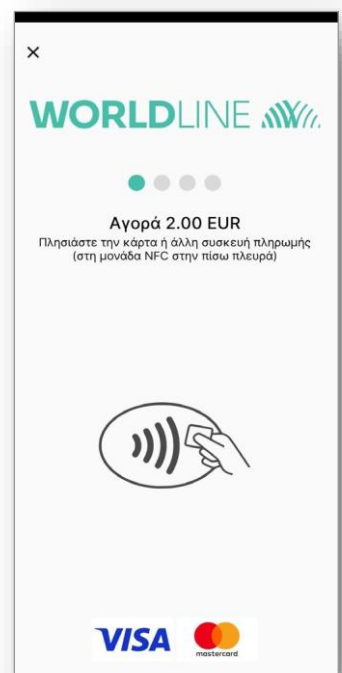 ×
WORLDLINE
Αγορά 2.00 EUR
Πλησιάστε την κάρτα ή άλλη συσκευή πληρωμής
(στη μονάδα NFC στην πίσω πλευρά)
VISA
mastercard